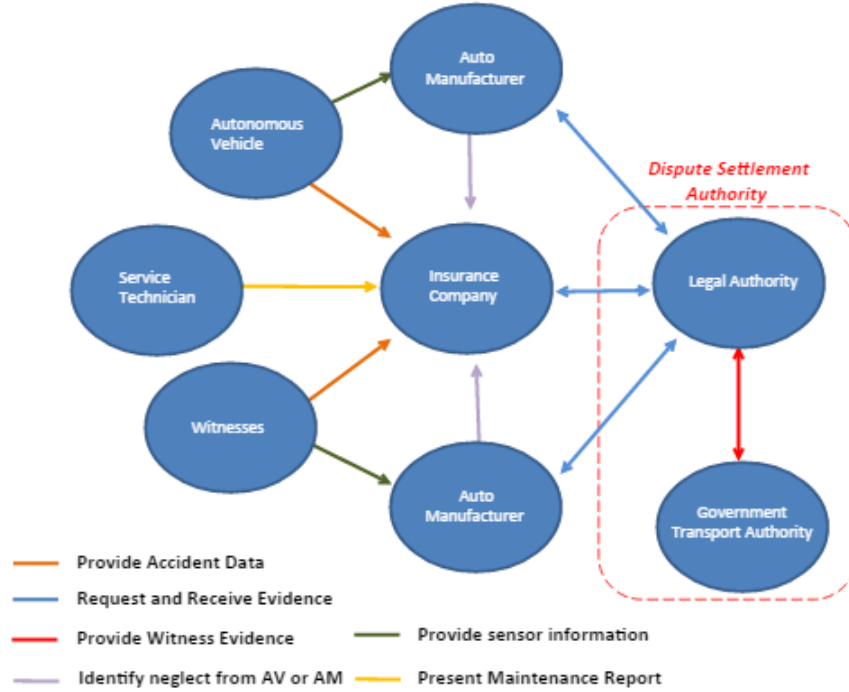 Auto
Manufacturer
Autonomous
Vehicle
Dispute Settlement
Authority
Service
Technician
Insurance
Company
Legal Authority
Witnesses
Auto
Manufacturer
Government
Transport Authority
Provide Accident Data
Request and Receive Evidence
Provide Witness Evidence
Provide sensor information
Identify neglect from AV or AM
Present Maintenance Report